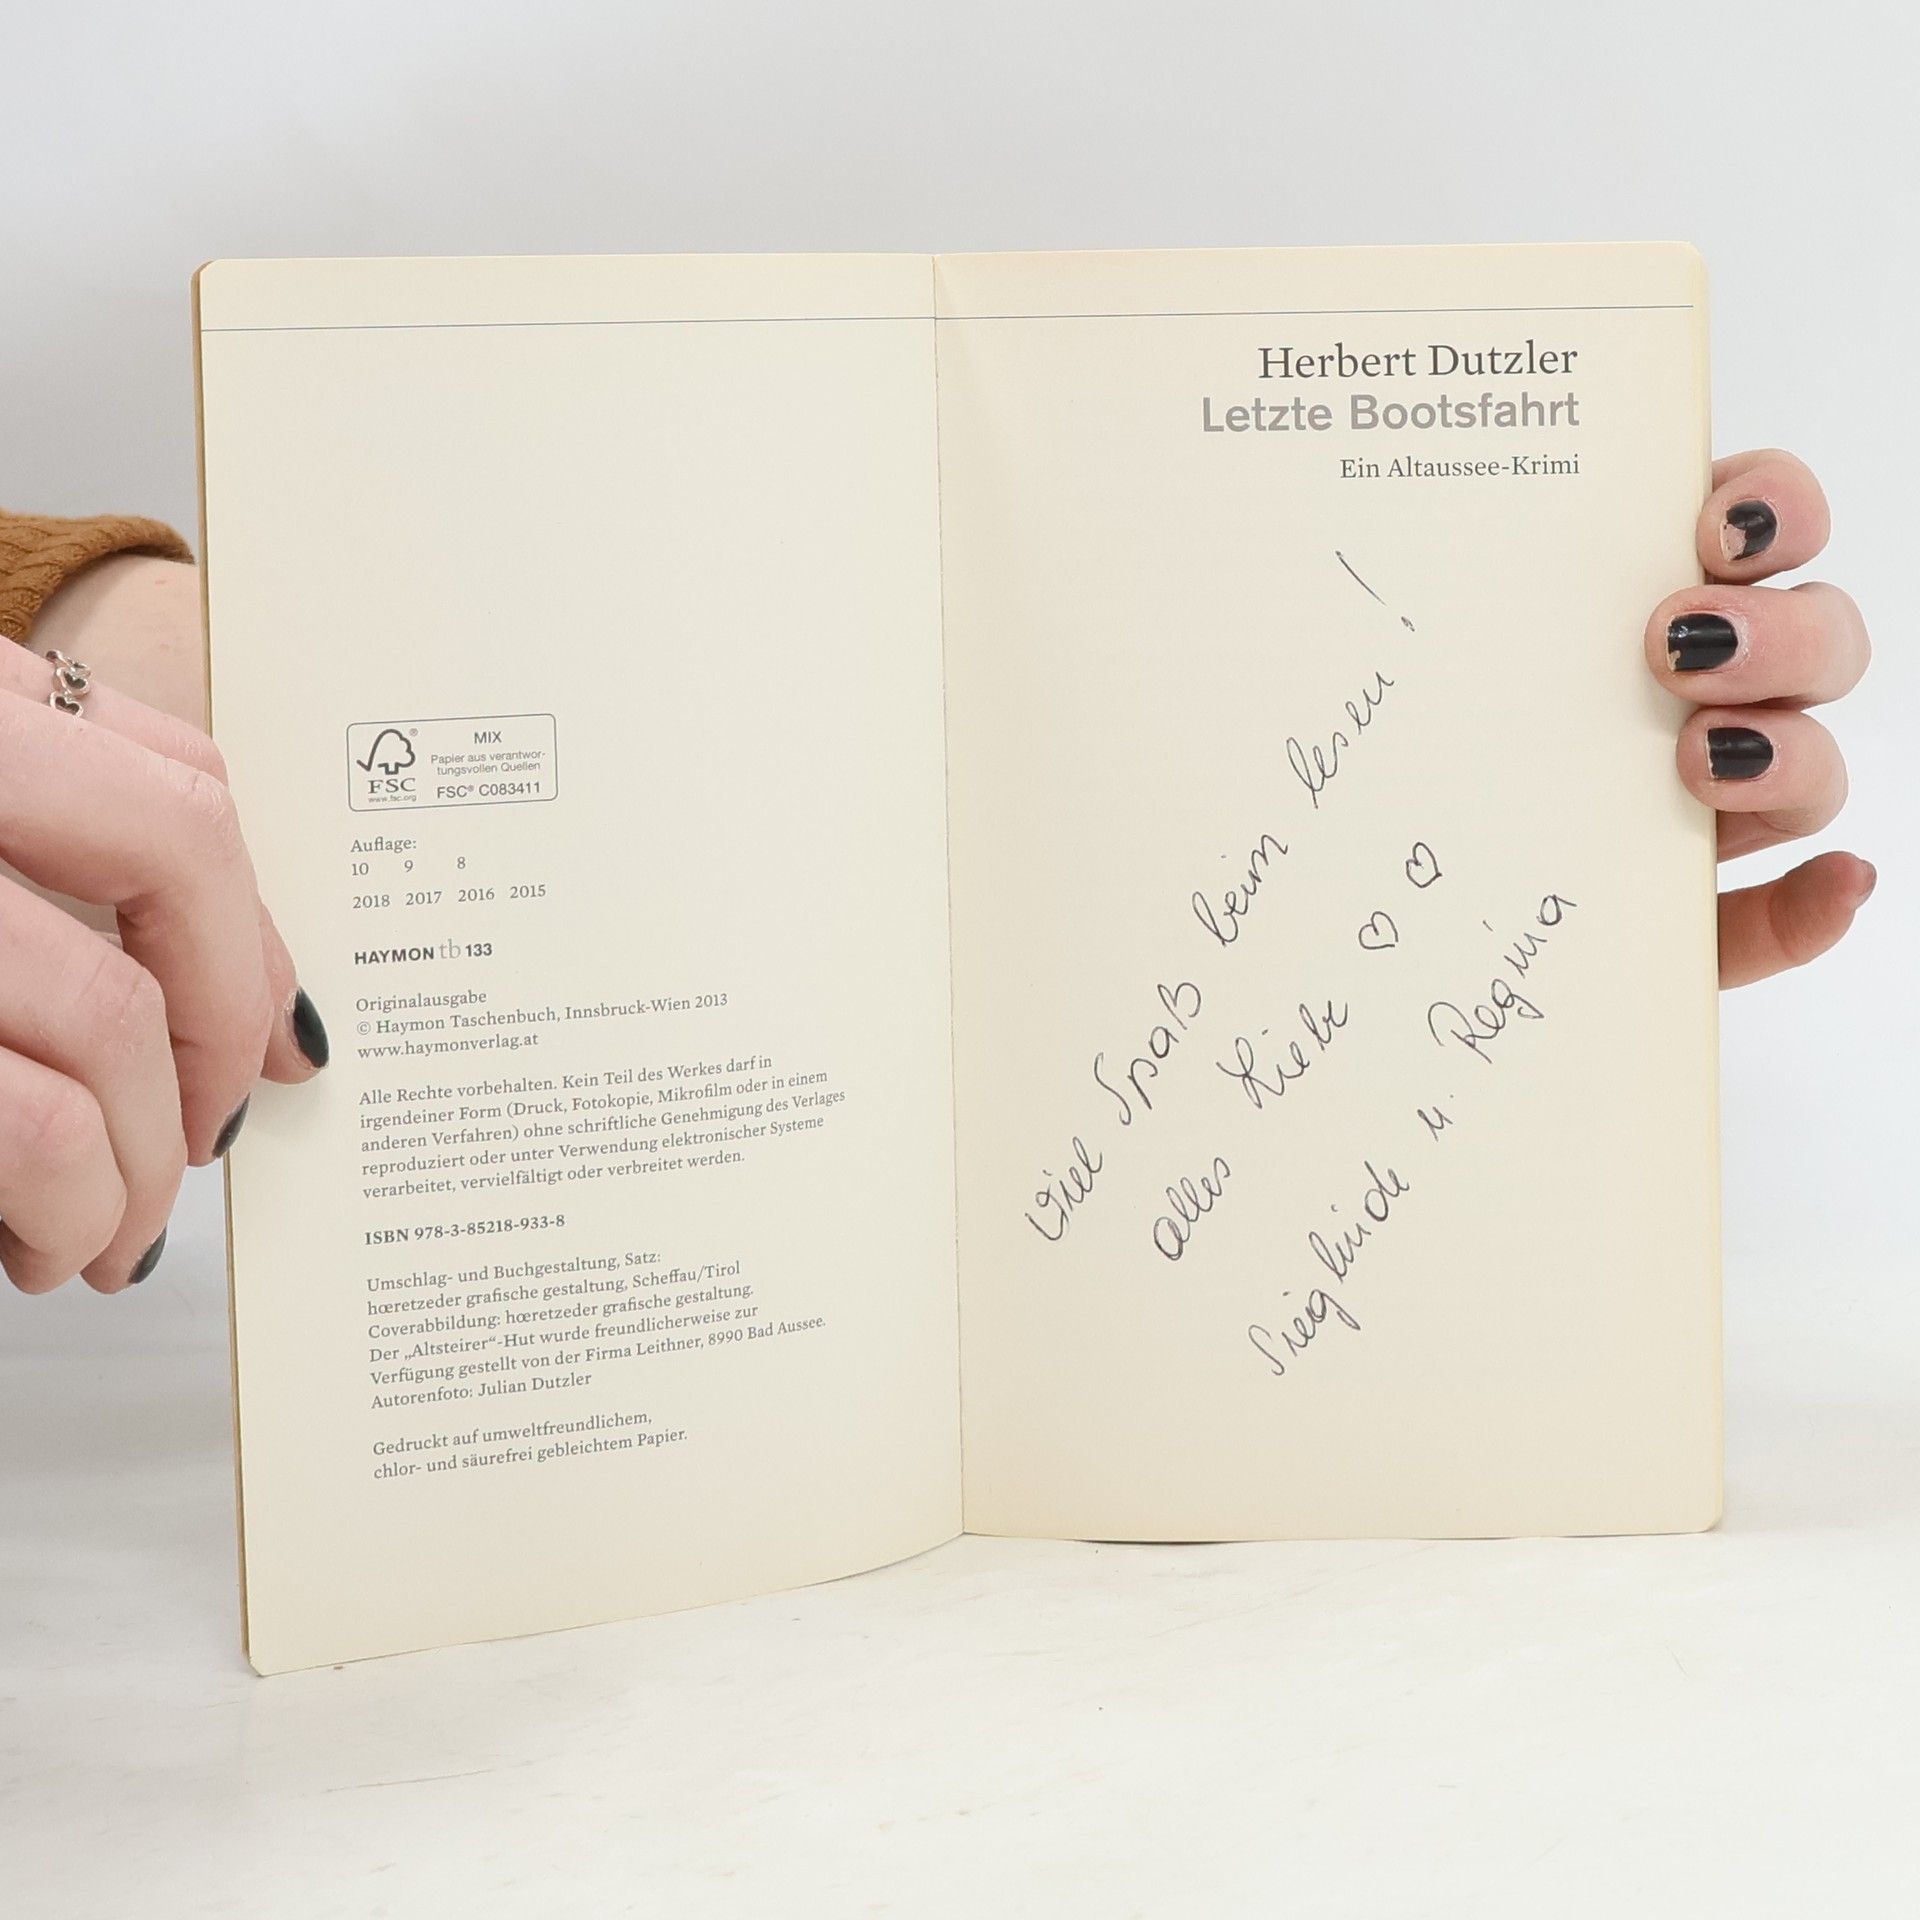 MIX
Papier aus verantwor-
tungsvollen Quellen
FSC® C083411
FSC
www.fsc.org
Auflage:
10 9 8
2018 2017 2016 2015
HAYMON tb 133
Originalausgabe
© Haymon Taschenbuch, Innsbruck-Wien 2013
www.haymonverlag.at
Alle Rechte vorbehalten. Kein Teil des Werkes darf in
irgendeiner Form (Druck, Fotokopie, Mikrofilm oder in einem
anderen Verfahren) ohne schriftliche Genehmigung des Verlages
reproduziert oder unter Verwendung elektronischer Systeme
verarbeitet, vervielfältigt oder verbreitet werden.
ISBN 978-3-85218-933-8
Umschlag- und Buchgestaltung, Satz:
hœretzeder grafische gestaltung, Scheffau/Tirol
Coverabbildung: hœretzeder grafische gestaltung.
Der „Altsteirer“-Hut wurde freundlicherweise zur
Verfügung gestellt von der Firma Leithner, 8990 Bad Aussee.
Autorenfoto: Julian Dutzler
Gedruckt auf umweltfreundlichem,
chlor- und säurefrei gebleichtem Papier.
Herbert Dutzler
Letzte Bootsfahrt
Ein Altaussee-Krimi
Viel Spaß beim lesen!
alles Liebe ♡ ♡
Sieglinde u. Regina